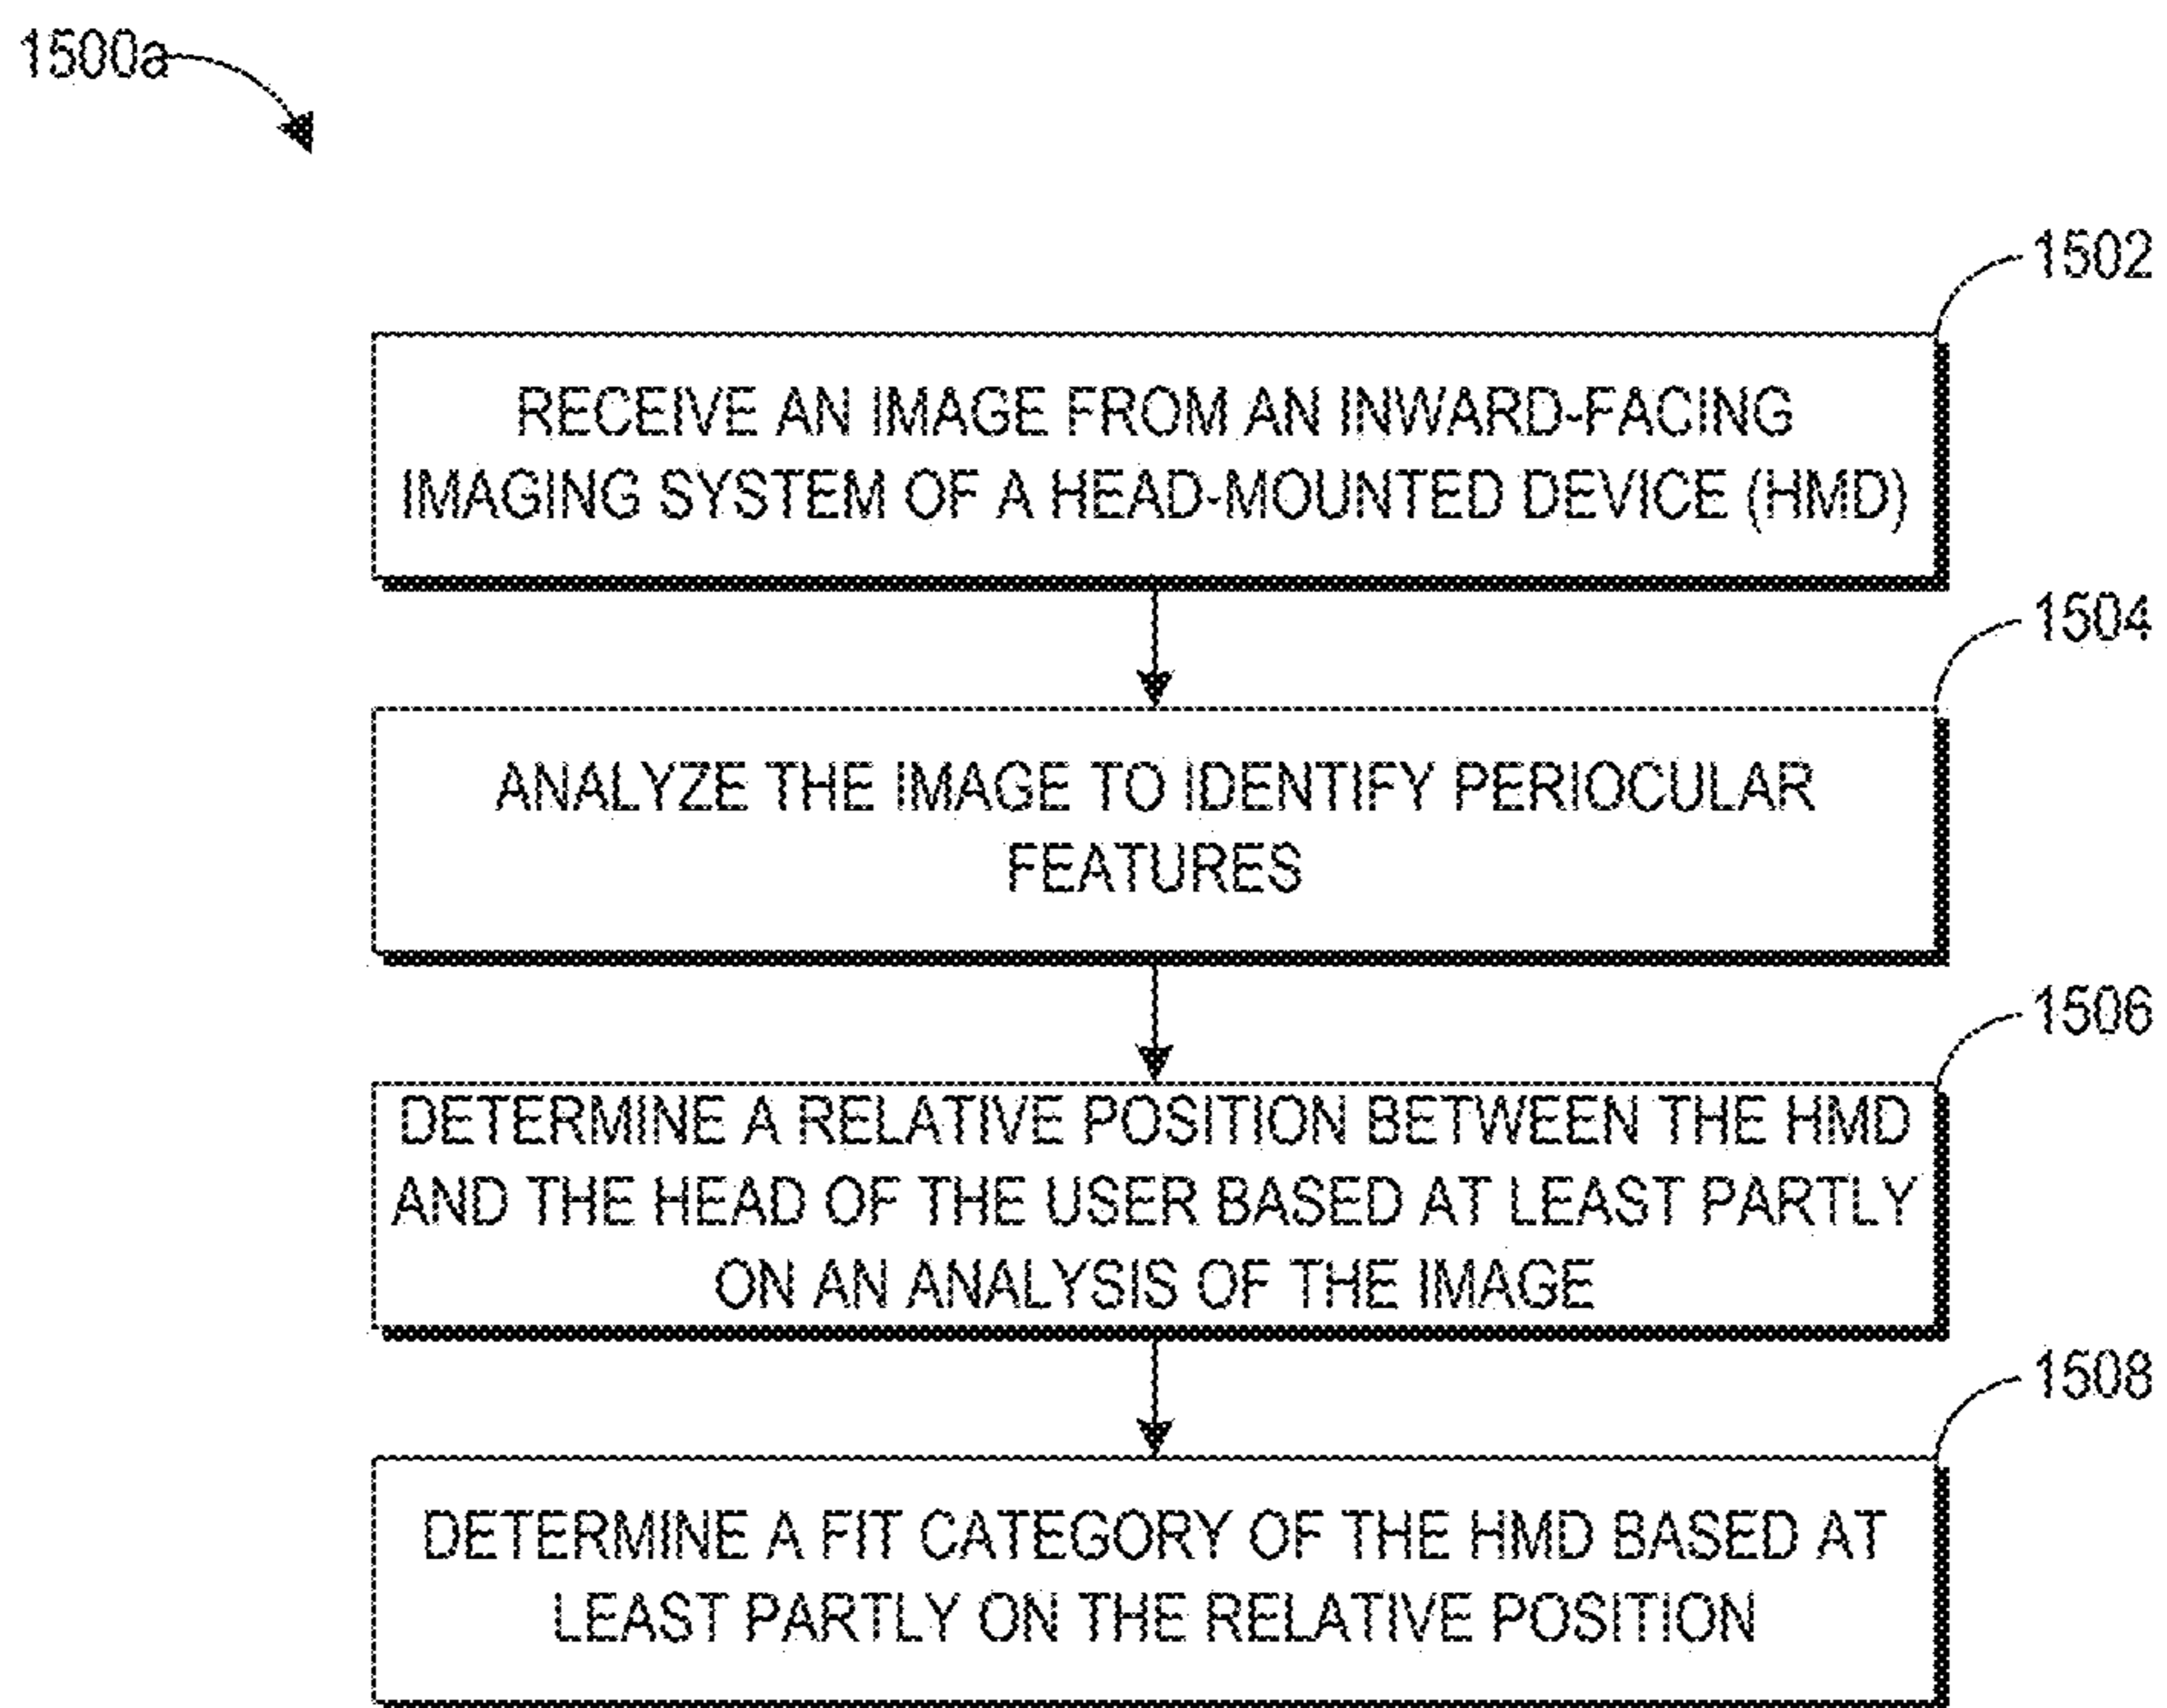 1500a
1502
RECEIVE AN IMAGE FROM AN INWARD-FACING
IMAGING SYSTEM OF A HEAD-MOUNTED DEVICE (HMD)
1504
ANALYZE THE IMAGE TO IDENTIFY PERIOCULAR
FEATURES
1506
DETERMINE A RELATIVE POSITION BETWEEN THE HMD
AND THE HEAD OF THE USER BASED AT LEAST PARTLY
ON AN ANALYSIS OF THE IMAGE
1508
DETERMINE A FIT CATEGORY OF THE HMD BASED AT
LEAST PARTLY ON THE RELATIVE POSITION